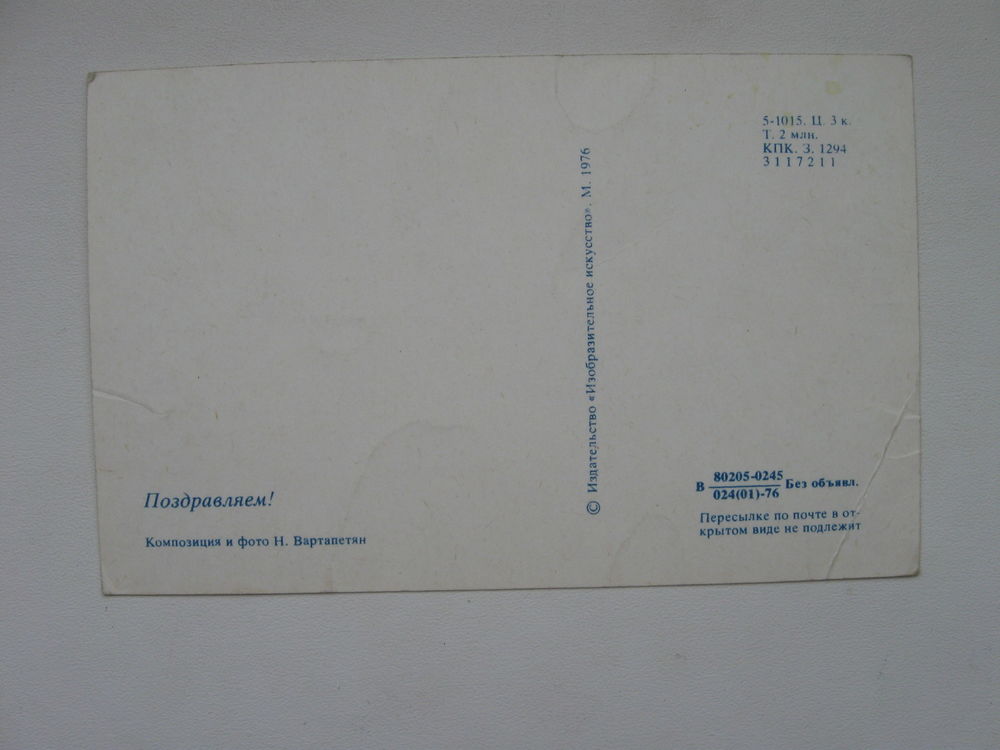 5-1015. Ц. 3 к.
Т. 2 млн.
КПК. З. 1294
3117211
© Издательство «Изобразительное искусство». М. 1976
Поздравляем!
Композиция и фото Н. Вартапетян
В 80205-0245 Без объявл.
024(01)-76
Пересылке по почте в от-
крытом виде не подлежит